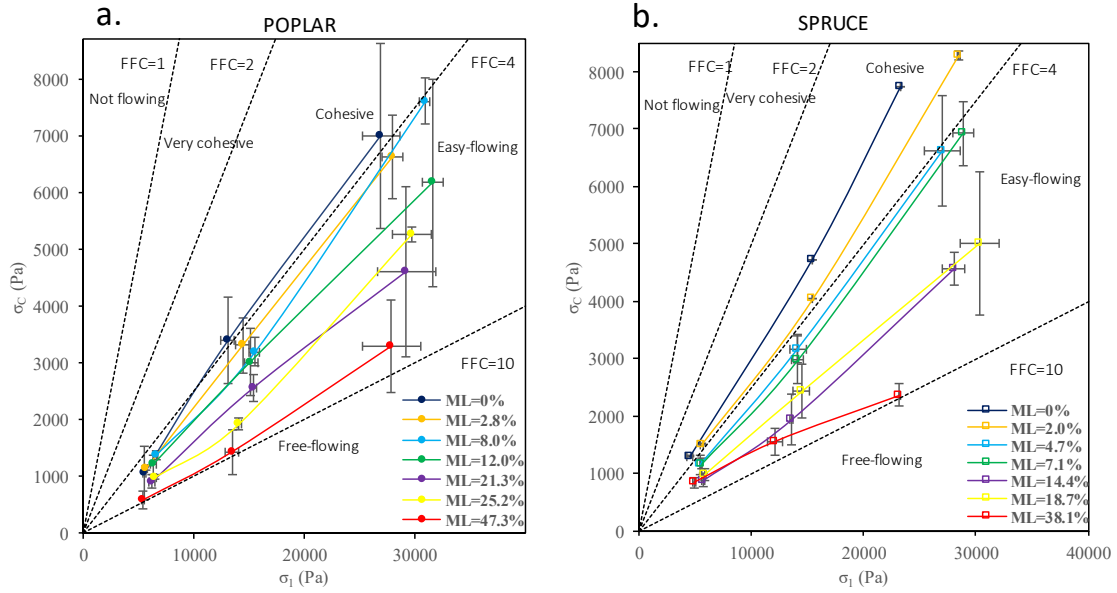 a.
POPLAR
FFC=1
FFC=2
FFC=4
Not flowing
Cohesive
Very cohesive
Easy-flowing
FFC=10
Free-flowing
ML=0%
ML=2.8%
ML=8.0%
ML=12.0%
ML=21.3%
ML=25.2%
ML=47.3%
8000
7000
6000
5000
4000
3000
2000
1000
0
σC (Pa)
0 10000 20000 30000
σ1 (Pa)
b.
SPRUCE
FFC=1
FFC=2
Cohesive
FFC=4
Not flowing
Very cohesive
Easy-flowing
FFC=10
Free-flowing
ML=0%
ML=2.0%
ML=4.7%
ML=7.1%
ML=14.4%
ML=18.7%
ML=38.1%
8000
7000
6000
5000
4000
3000
2000
1000
0
σC (Pa)
0 10000 20000 30000 40000
σ1 (Pa)